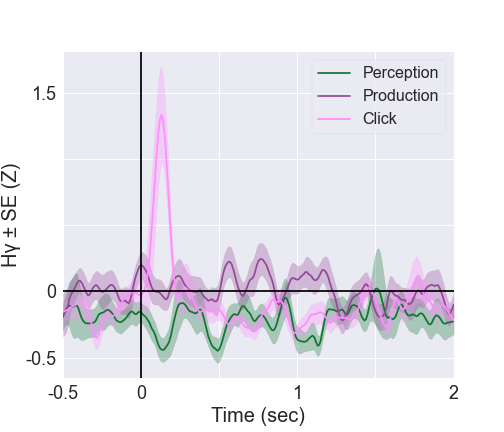 Perception
Production
Click
Hγ ± SE (Z)
1.5
0
-0.5
-0.5 0 1 2
Time (sec)